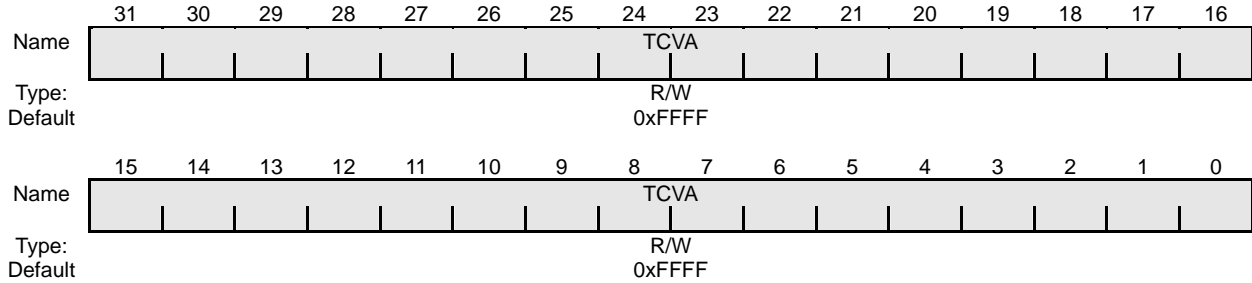 31 30 29 28 27 26 25 24 23 22 21 20 19 18 17 16
Name TCVA
Type: R/W
Default 0xFFFF
15 14 13 12 11 10 9 8 7 6 5 4 3 2 1 0
Name TCVA
Type: R/W
Default 0xFFFF